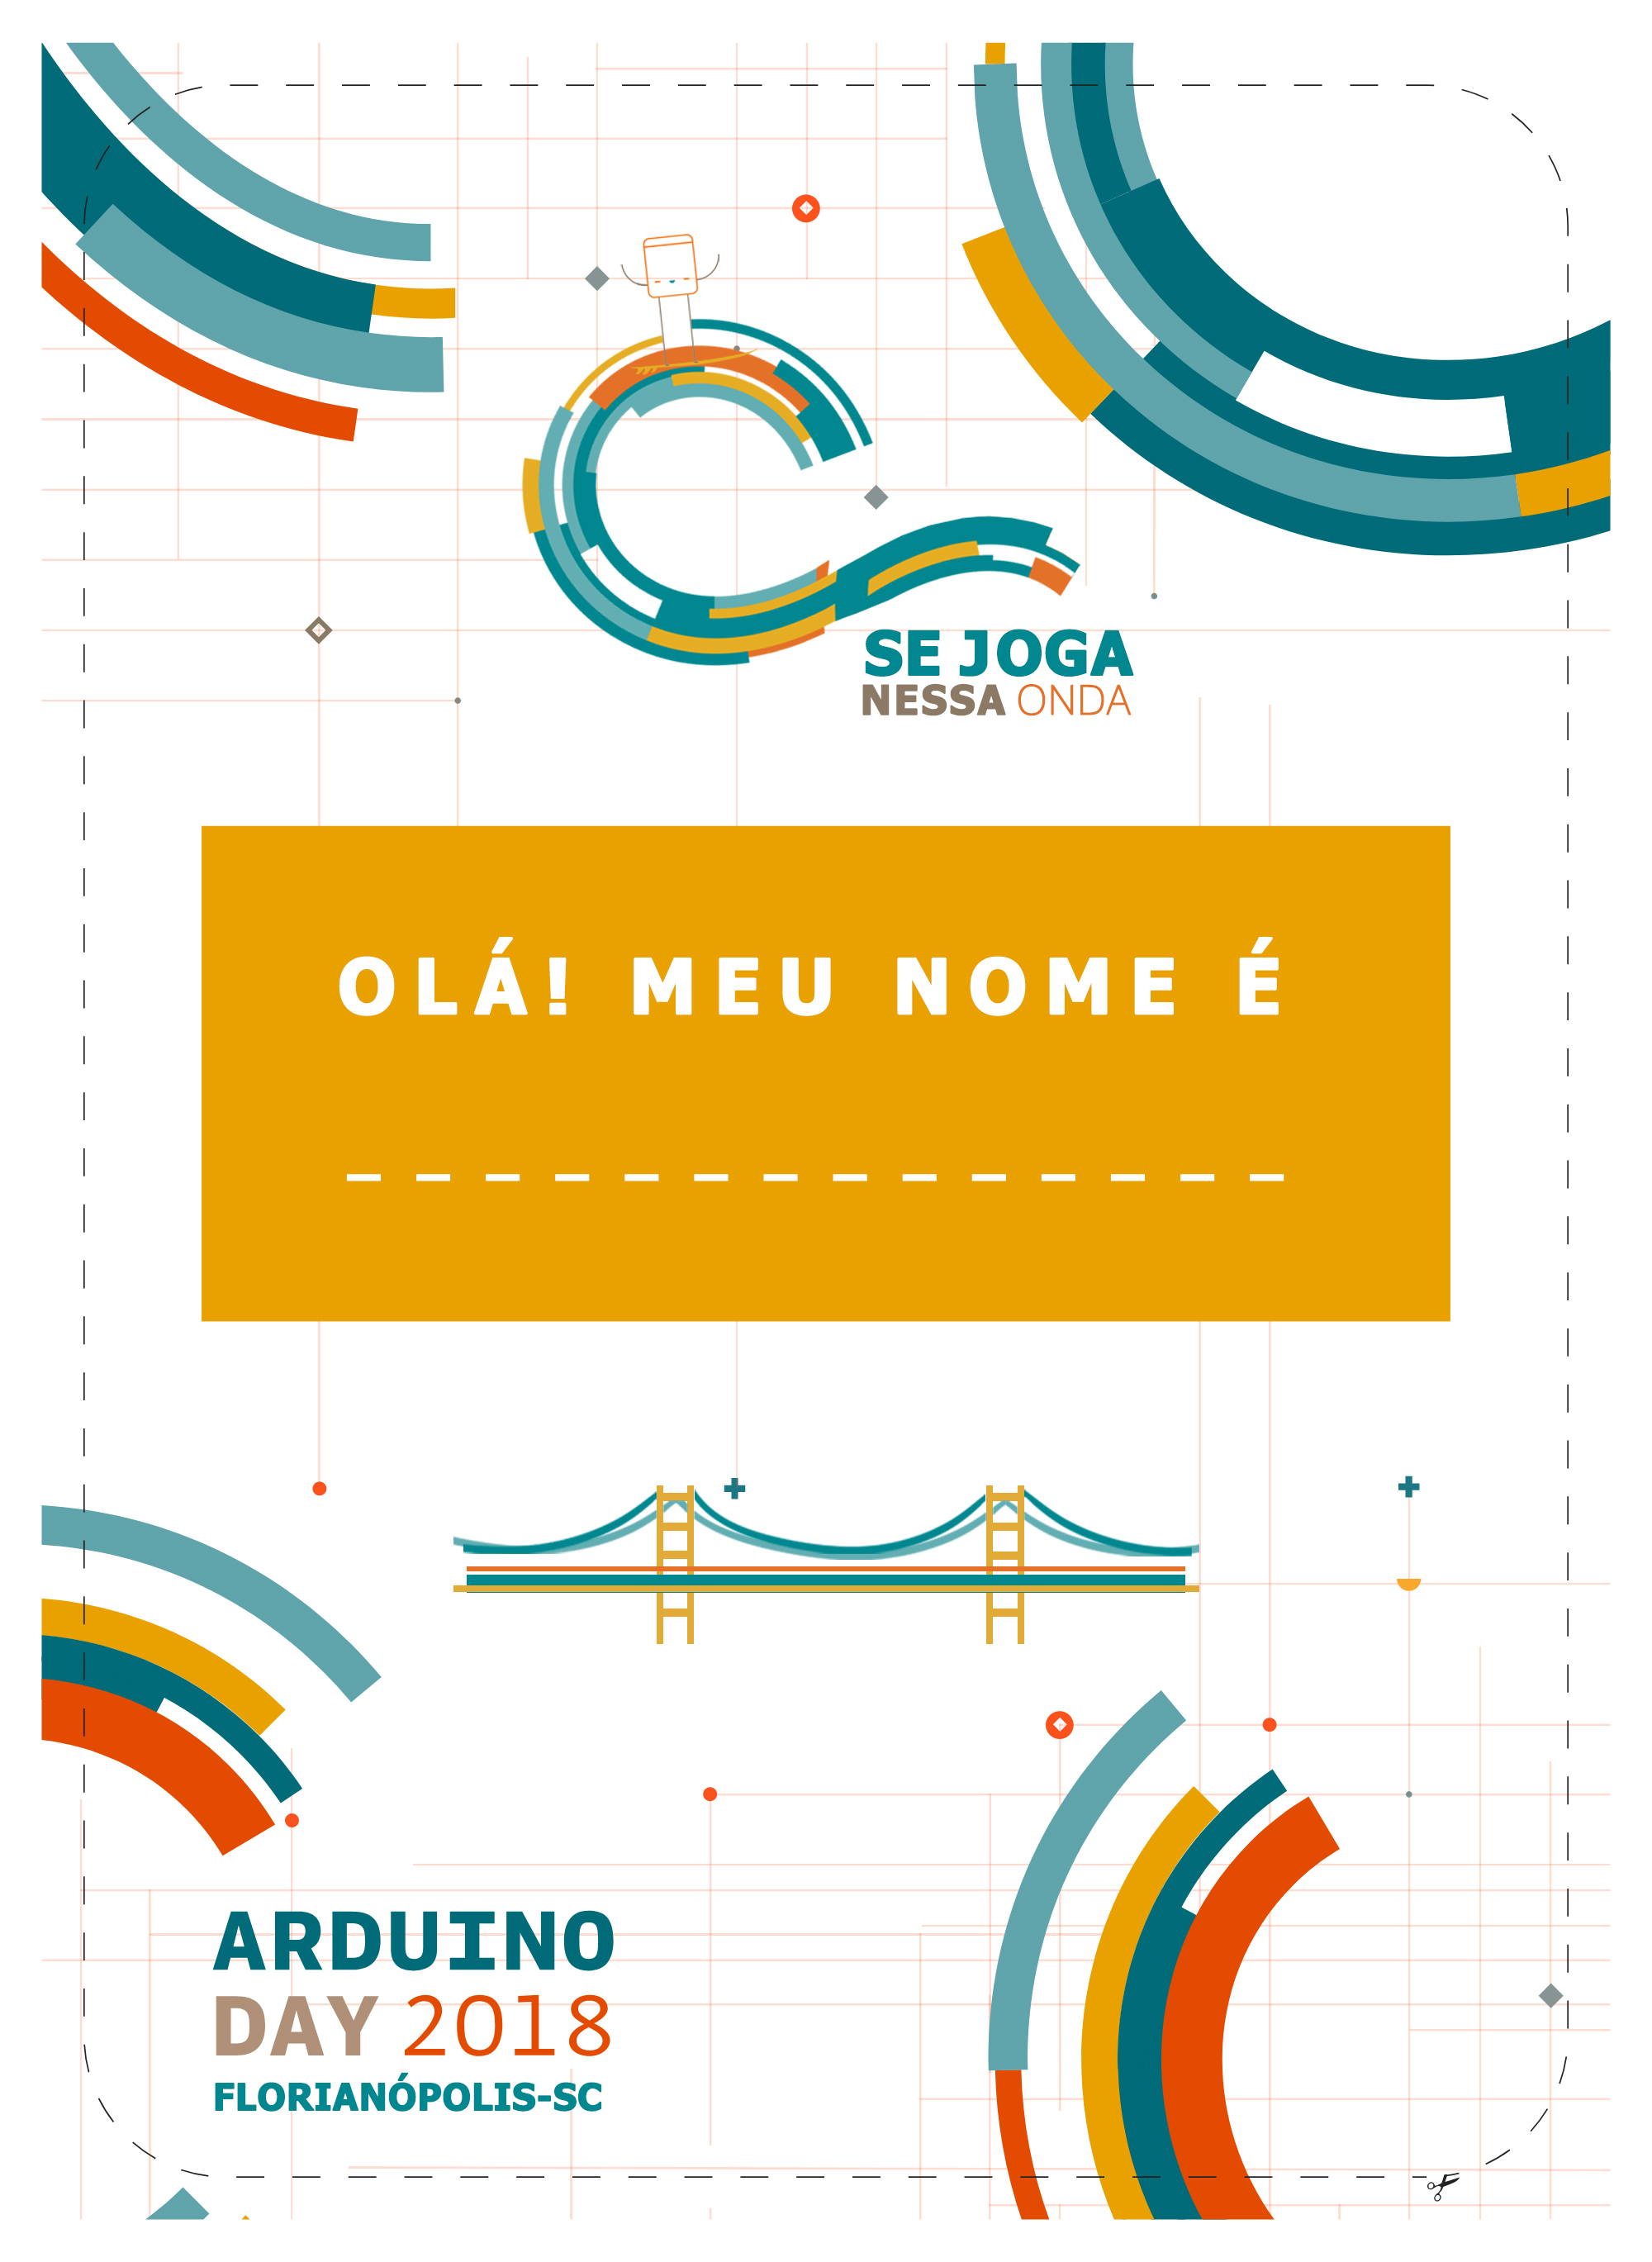 SE JOGA
NESSA ONDA
OLÁ! MEU NOME É
ARDUINO
DAY 2018
FLORIANÓPOLIS-SC